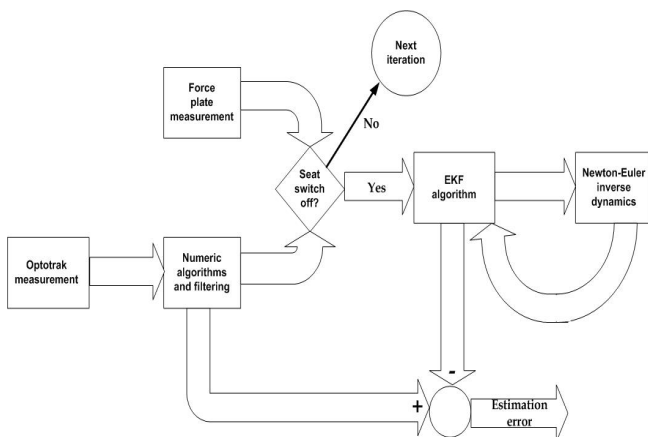 Next
iteration
Force
plate
measurement
No
Seat
switch
off?
Yes
EKF
algorithm
Newton-Euler
inverse
dynamics
Optotrak
measurement
Numeric
algorithms
and filtering
-
+
Estimation
error